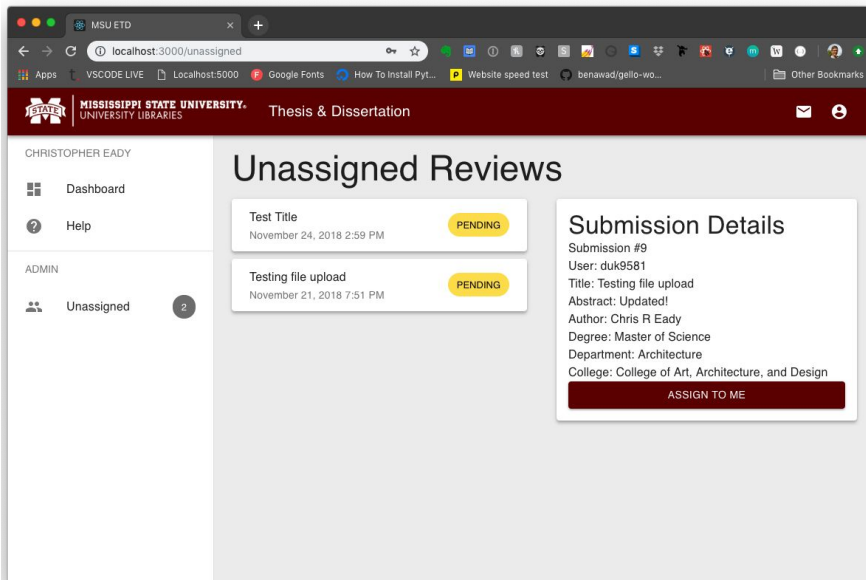 MSU ETD
localhost:3000/unassigned
Apps
VSCODE LIVE
Localhost:5000
Google Fonts
How To Install Pyt...
Website speed test
benawad/gello-wo...
Other Bookmarks
STATE
MISSISSIPPI STATE UNIVERSITY®
UNIVERSITY LIBRARIES
Thesis & Dissertation
CHRISTOPHER EADY
Dashboard
Help
ADMIN
Unassigned 2
Unassigned Reviews
Test Title
November 24, 2018 2:59 PM
PENDING
Testing file upload
November 21, 2018 7:51 PM
PENDING
Submission Details
Submission #9
User: duk9581
Title: Testing file upload
Abstract: Updated!
Author: Chris R Eady
Degree: Master of Science
Department: Architecture
College: College of Art, Architecture, and Design
ASSIGN TO ME